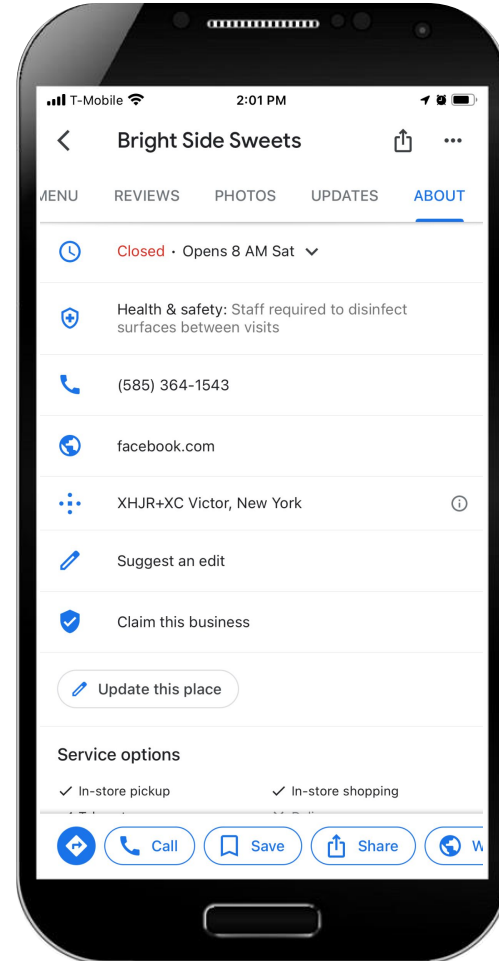 T-Mobile 2:01 PM
Bright Side Sweets
MENU REVIEWS PHOTOS UPDATES ABOUT
Closed · Opens 8 AM Sat
Health & safety: Staff required to disinfect
surfaces between visits
(585) 364-1543
facebook.com
XHJR+XC Victor, New York
Suggest an edit
Claim this business
Update this place
Service options
In-store pickup In-store shopping
Call Save Share